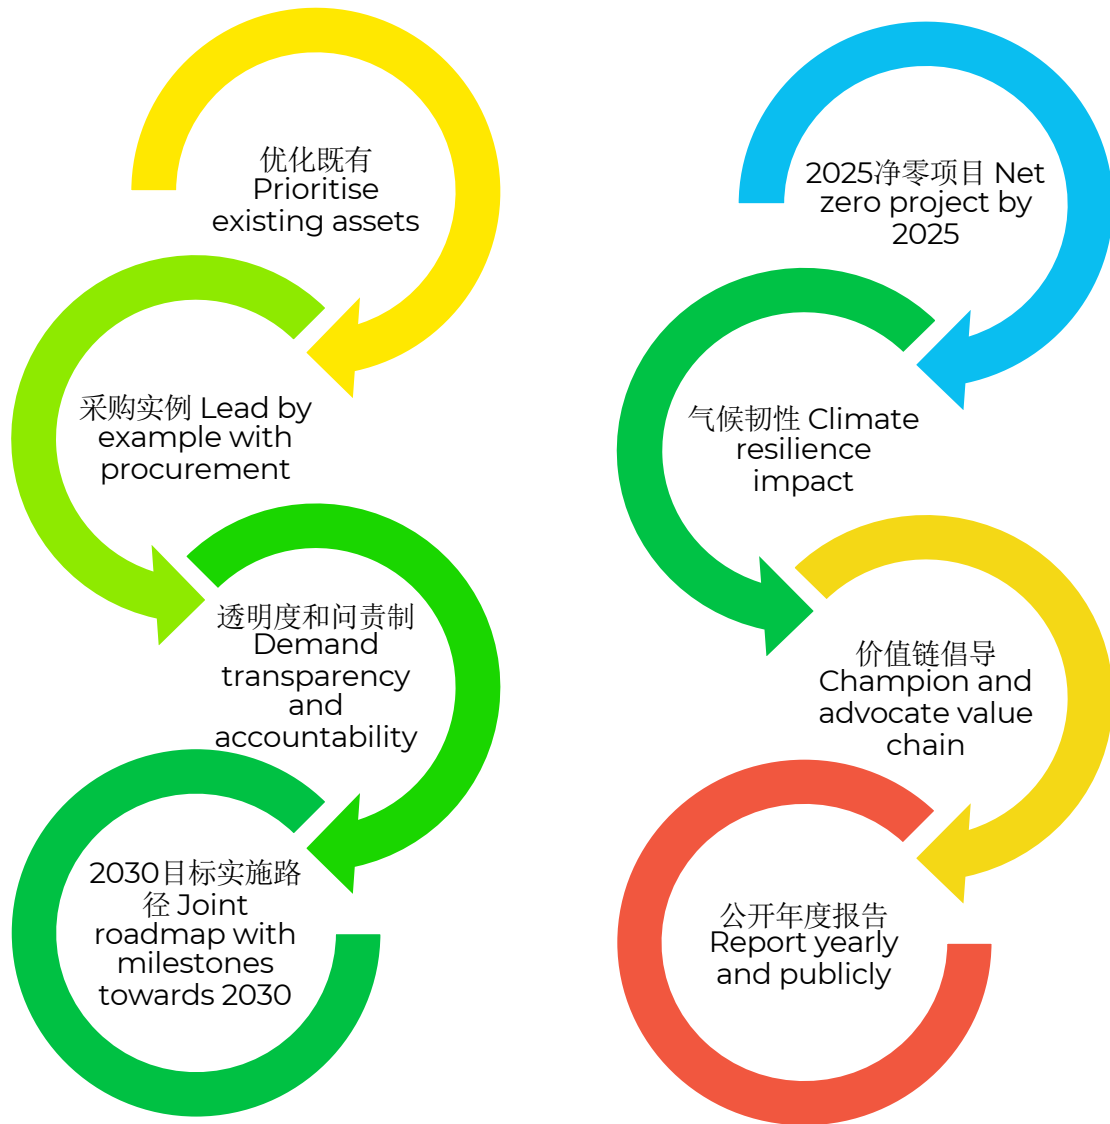 优化既有
Prioritise
existing assets
采购实例 Lead by
example with
procurement
透明度和问责制
Demand
transparency
and
accountability
2030目标实施路
径 Joint
roadmap with
milestones
towards 2030
2025净零项目 Net
zero project by
2025
气候韧性 Climate
resilience
impact
价值链倡导
Champion and
advocate value
chain
公开年度报告
Report yearly
and publicly